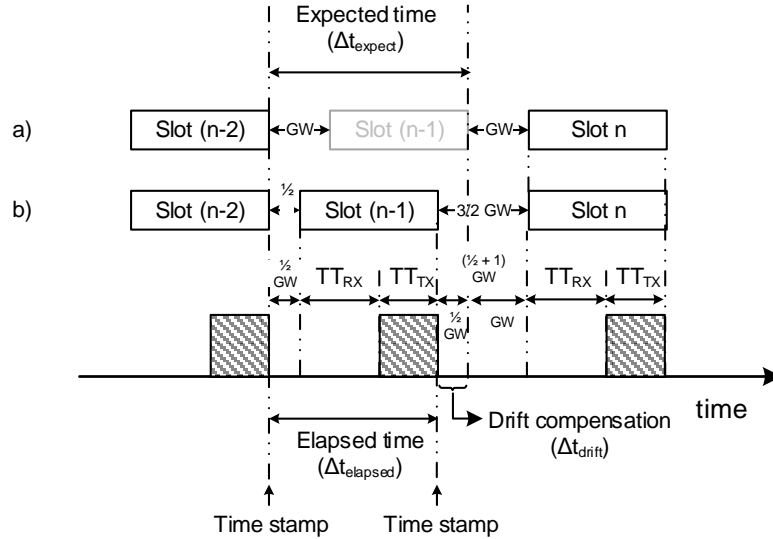 Expected time
(Δt_expect)
a)
Slot (n-2)
GW
Slot (n-1)
GW
Slot n
b)
Slot (n-2)
½
Slot (n-1)
3/2 GW
Slot n
½
GW
TT_RX
TT_TX
(½ + 1)
GW
TT_RX
TT_TX
½
GW
GW
time
Elapsed time
(Δt_elapsed)
Drift compensation
(Δt_drift)
Time stamp
Time stamp